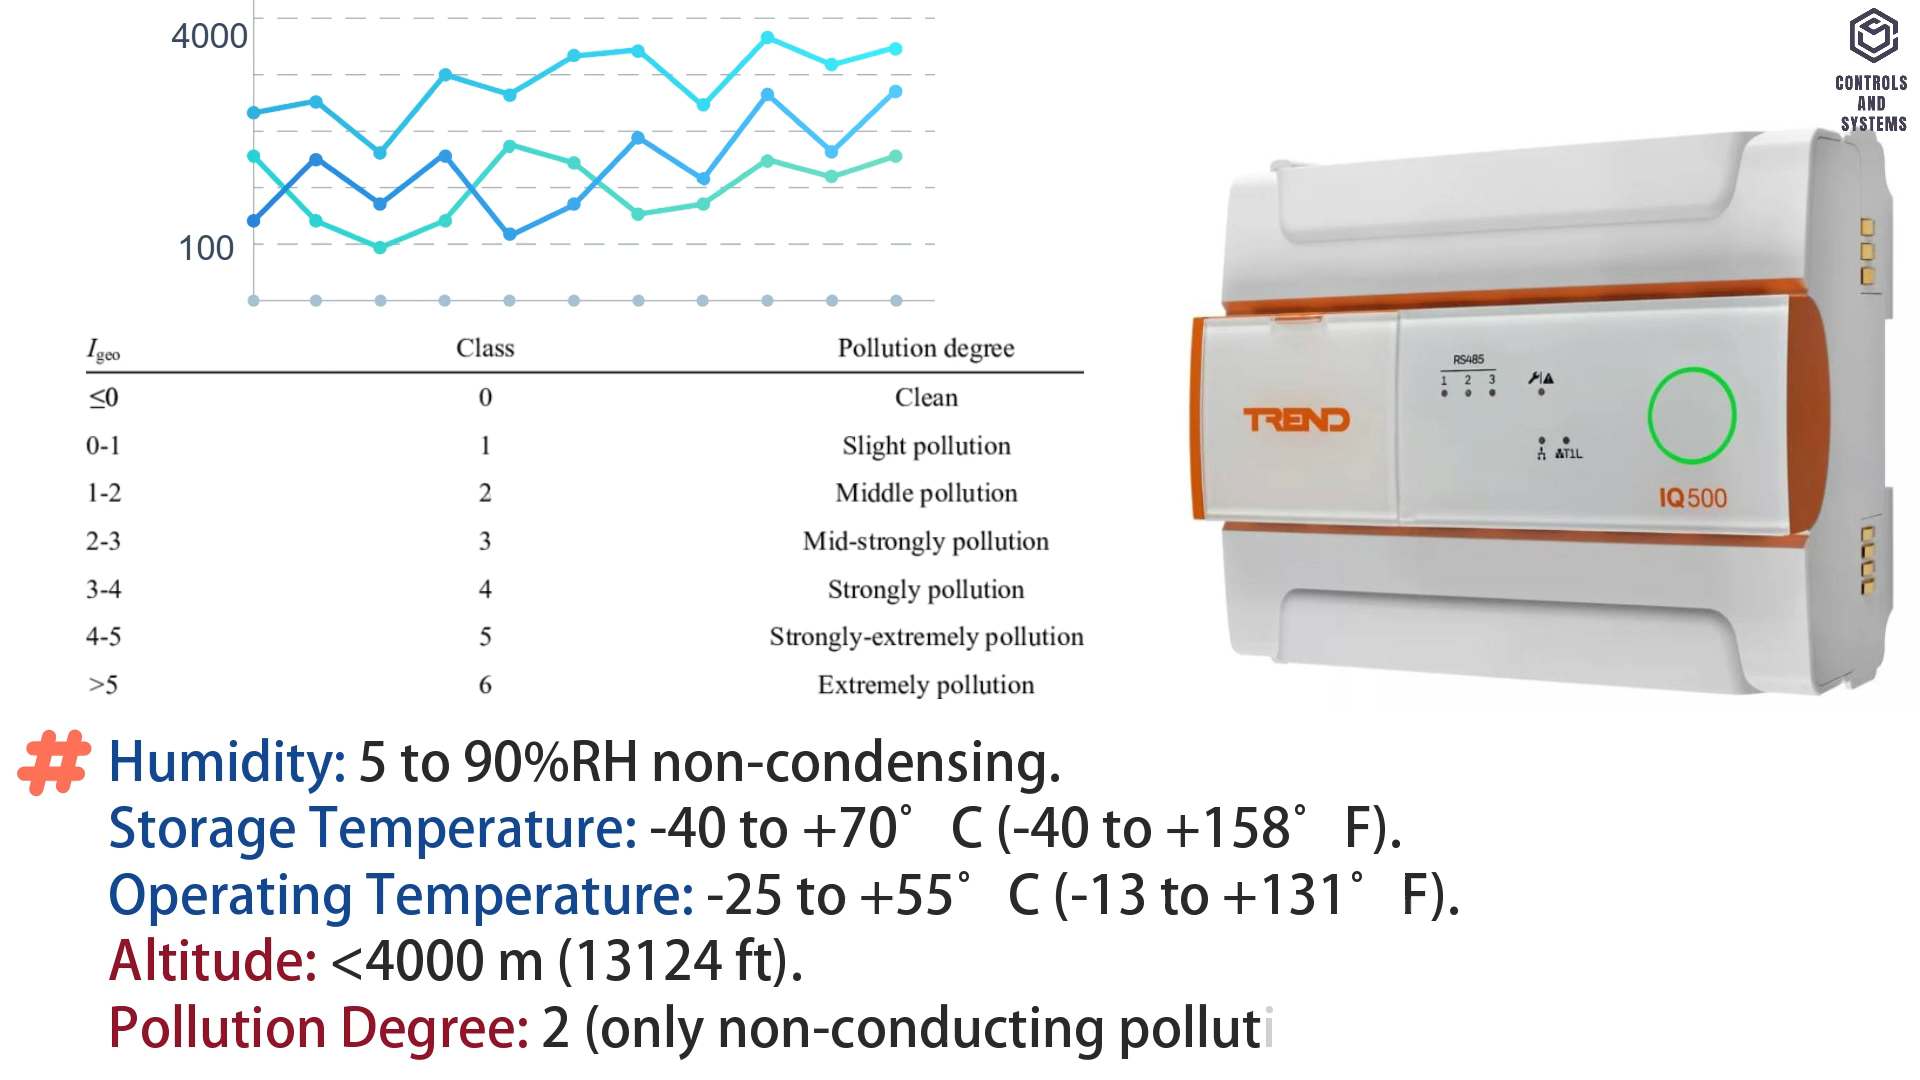 4000
100
CONTROLS
AND
SYSTEMS
Igeo Class Pollution degree
≤0 0 Clean
0-1 1 Slight pollution
1-2 2 Middle pollution
2-3 3 Mid-strongly pollution
3-4 4 Strongly pollution
4-5 5 Strongly-extremely pollution
>5 6 Extremely pollution
RS485
1 2 3
TREND
T1L
IQ500
# Humidity: 5 to 90%RH non-condensing.
Storage Temperature: -40 to +70° C (-40 to +158° F).
Operating Temperature: -25 to +55° C (-13 to +131° F).
Altitude: <4000 m (13124 ft).
Pollution Degree: 2 (only non-conducting polluti